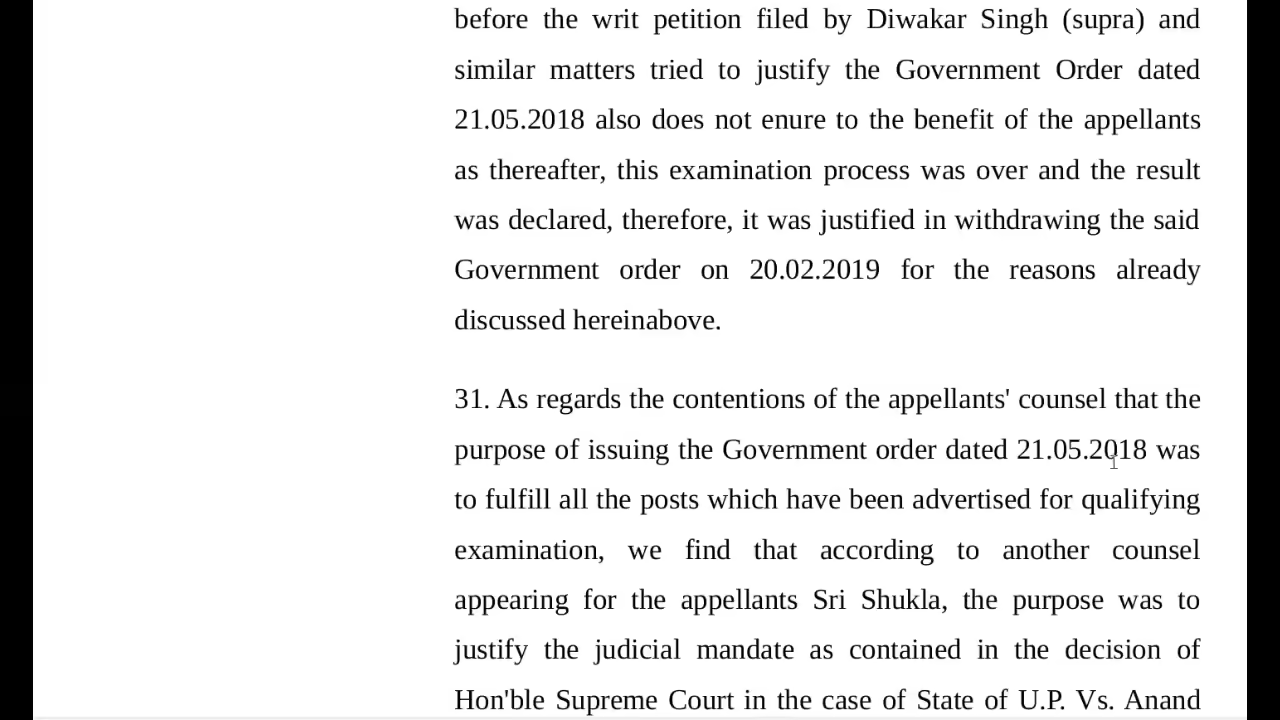 before the writ petition filed by Diwakar Singh (supra) and
similar matters tried to justify the Government Order dated
21.05.2018 also does not enure to the benefit of the appellants
as thereafter, this examination process was over and the result
was declared, therefore, it was justified in withdrawing the said
Government order on 20.02.2019 for the reasons already
discussed hereinabove.
31. As regards the contentions of the appellants' counsel that the
purpose of issuing the Government order dated 21.05.2018 was
to fulfill all the posts which have been advertised for qualifying
examination, we find that according to another counsel
appearing for the appellants Sri Shukla, the purpose was to
justify the judicial mandate as contained in the decision of
Hon'ble Supreme Court in the case of State of U.P. Vs. Anand